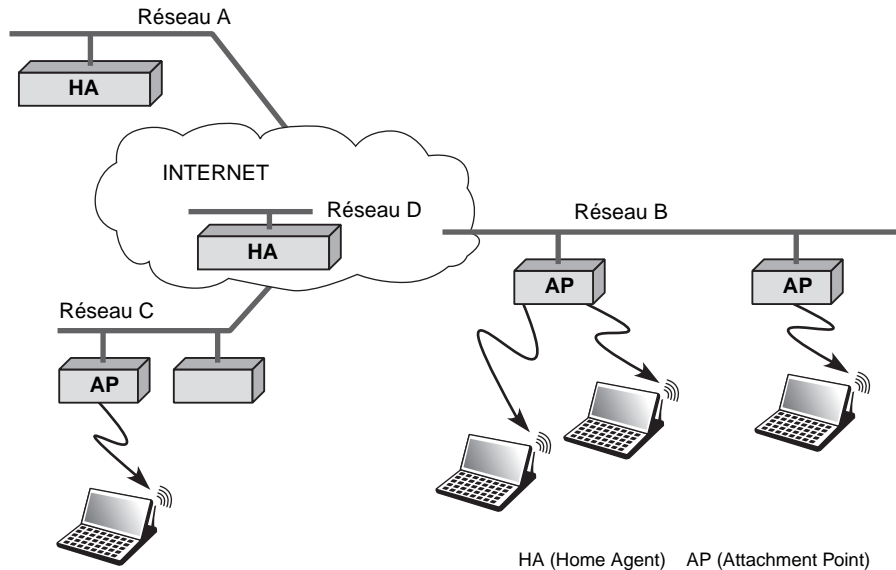 Réseau A
HA
INTERNET
Réseau D
HA
Réseau B
AP
AP
Réseau C
AP
HA (Home Agent) AP (Attachment Point)